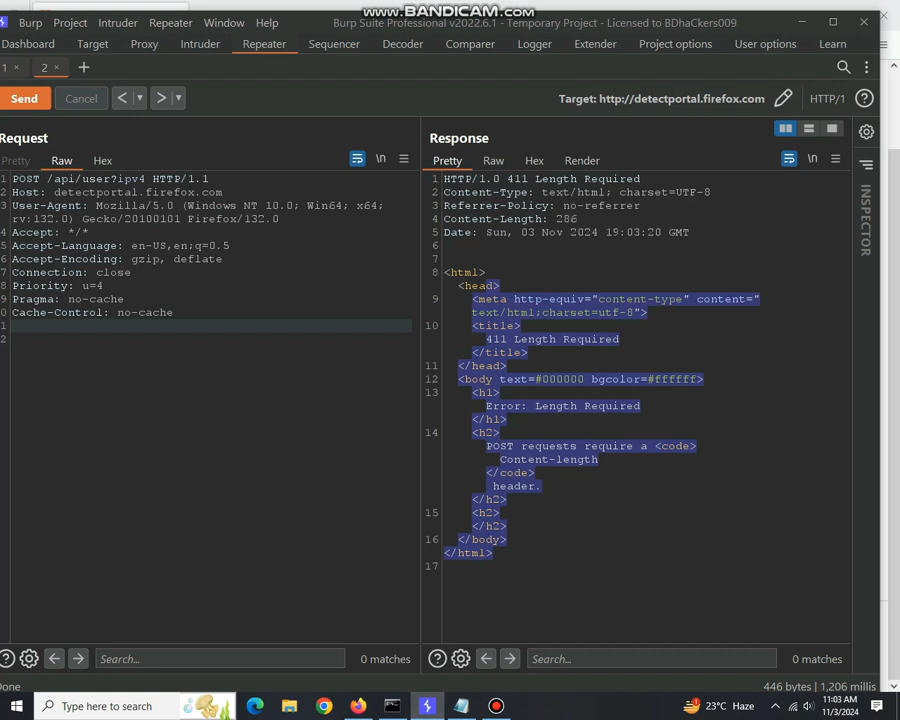 www.BANDICAM.com
Burp Project Intruder Repeater Window Help Burp Suite Professional v2022.6.1 - Temporary Project - Licensed to BDhaCkers009
Dashboard Target Proxy Intruder Repeater Sequencer Decoder Comparer Logger Extender Project options User options Learn
1 × 2 ×
Send Cancel < > Target: http://detectportal.firefox.com HTTP/1
Request
Pretty Raw Hex \n
1 POST /api/user?ipv4 HTTP/1.1
2 Host: detectportal.firefox.com
3 User-Agent: Mozilla/5.0 (Windows NT 10.0; Win64; x64;
rv:132.0) Gecko/20100101 Firefox/132.0
4 Accept: */*
5 Accept-Language: en-US,en;q=0.5
6 Accept-Encoding: gzip, deflate
7 Connection: close
8 Priority: u=4
9 Pragma: no-cache
0 Cache-Control: no-cache
1
2
Search... 0 matches
Response
Pretty Raw Hex Render \n
1 HTTP/1.0 411 Length Required
2 Content-Type: text/html; charset=UTF-8
3 Referrer-Policy: no-referrer
4 Content-Length: 286
5 Date: Sun, 03 Nov 2024 19:03:20 GMT
6
7
8 <html>
<head>
9 <meta http-equiv="content-type" content="
text/html;charset=utf-8">
10 <title>
411 Length Required
</title>
11 </head>
12 <body text=#000000 bgcolor=#ffffff>
13 <h1>
Error: Length Required
</h1>
14 <h2>
POST requests require a <code>
Content-length
</code>
header.
</h2>
15 <h2>
</h2>
16 </body>
</html>
17
Search... 0 matches
INSPECTOR
Done 446 bytes | 1,206 millis
Type here to search 23°C Haze 11:03 AM
11/3/2024